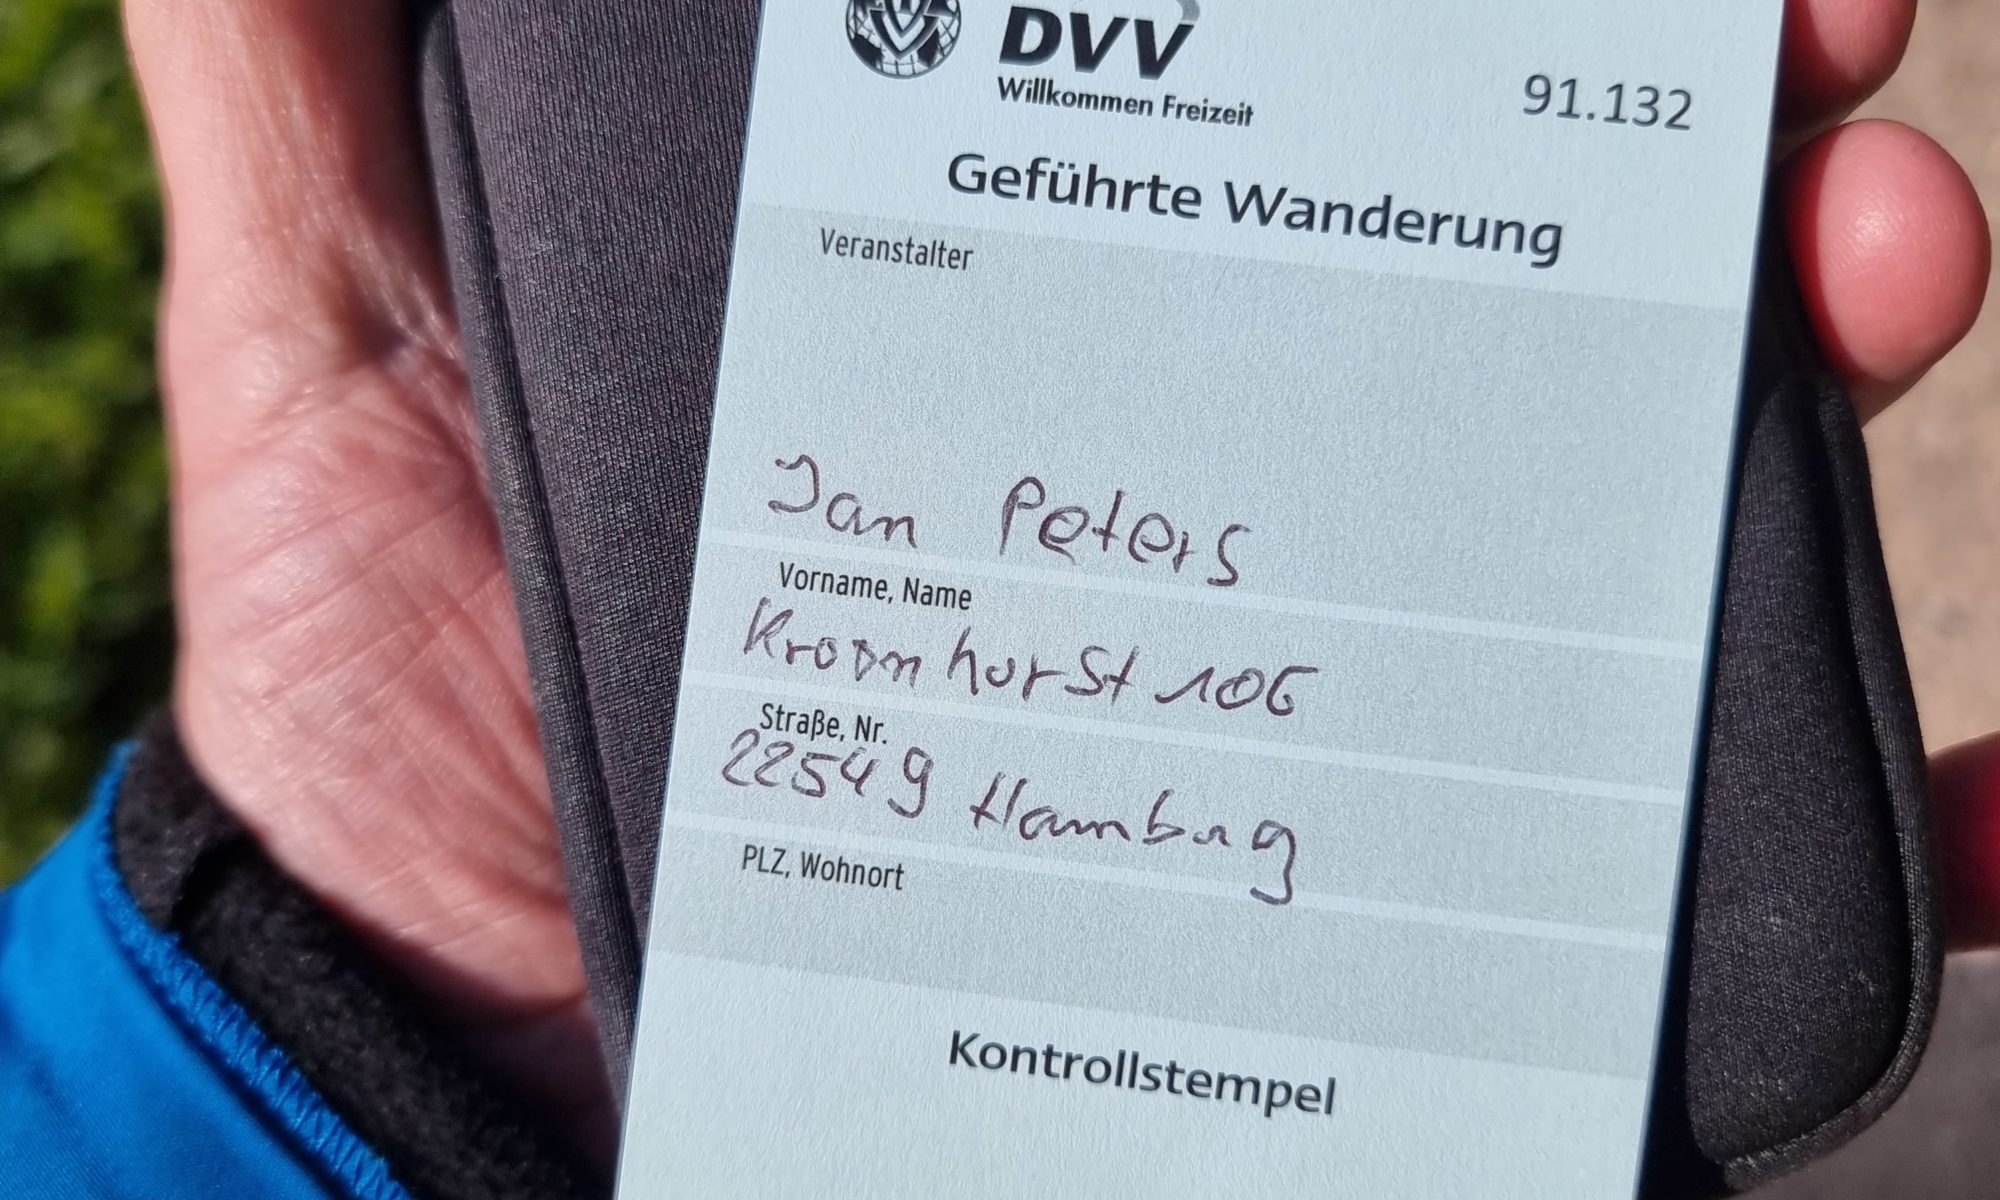 DVV
Willkommen Freizeit
91.132
Geführte Wanderung
Veranstalter
Jan Peters
Vorname, Name
Kroonhorst 106
Straße, Nr.
22549 Hamburg
PLZ, Wohnort
Kontrollstempel